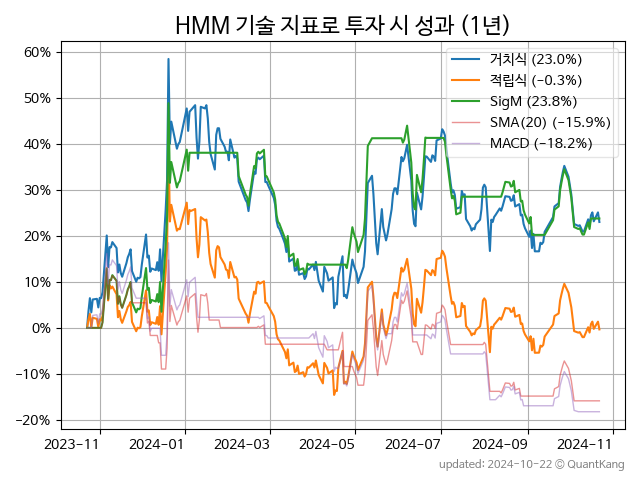 HMM 기술 지표로 투자 시 성과 (1년)
60%
50%
40%
30%
20%
10%
0%
−10%
−20%
거치식 (23.0%)
적립식 (−0.3%)
SigM (23.8%)
SMA(20) (−15.9%)
MACD (−18.2%)
2023-11 2024-01 2024-03 2024-05 2024-07 2024-09 2024-11
updated: 2024-10-22 @ QuantKang